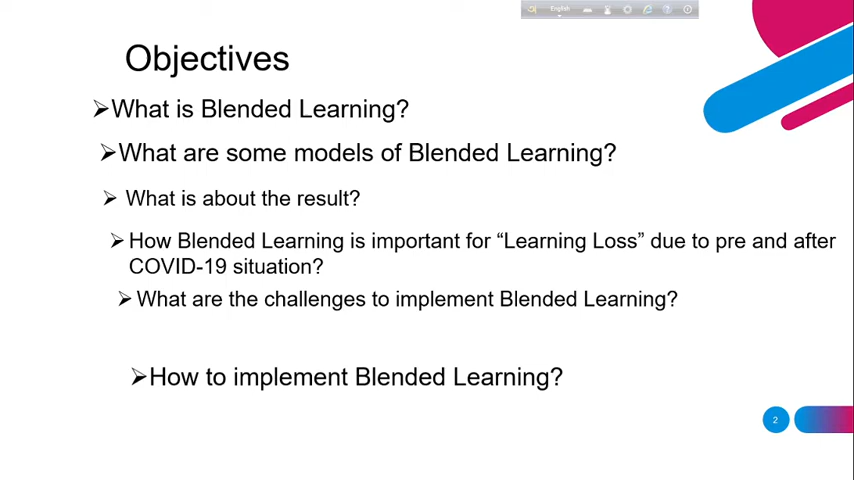 English
Objectives
➢What is Blended Learning?
➢What are some models of Blended Learning?
➢ What is about the result?
➢How Blended Learning is important for “Learning Loss” due to pre and after
COVID-19 situation?
➢What are the challenges to implement Blended Learning?
➢How to implement Blended Learning?
2